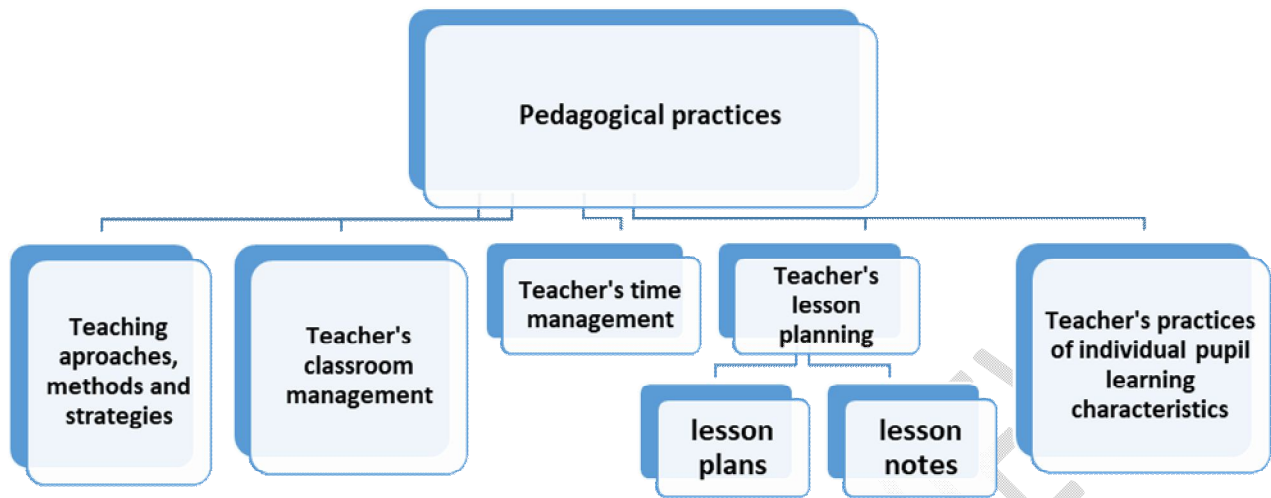 Pedagogical practices
Teaching
aproaches,
methods and
strategies
Teacher's
classroom
management
Teacher's time
management
Teacher's
lesson
planning
lesson
plans
lesson
notes
Teacher's practices
of individual pupil
learning
characteristics